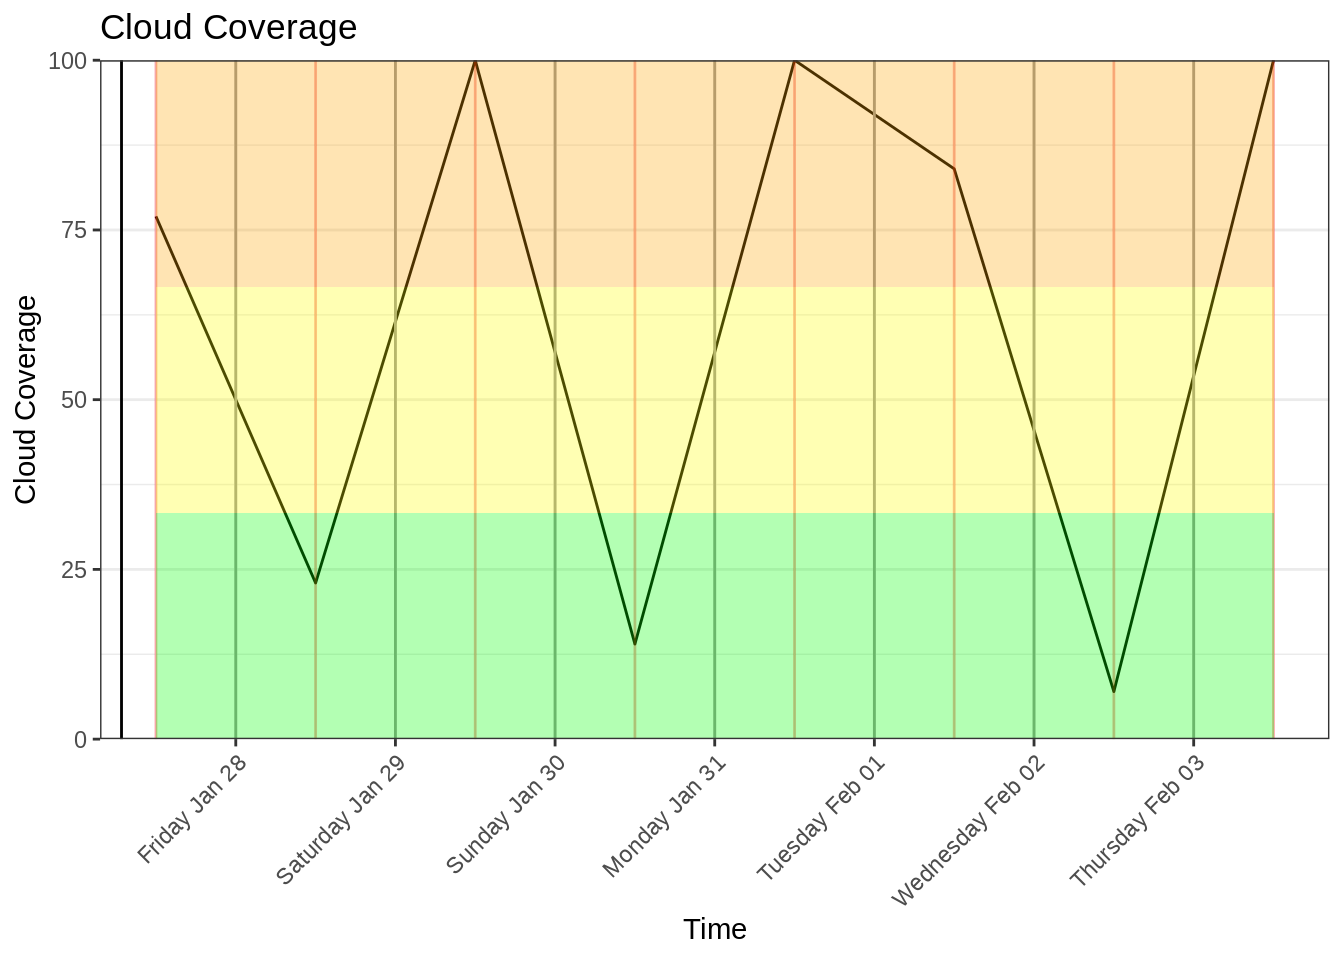 Cloud Coverage
100
75
50
25
0
Cloud Coverage
Friday Jan 28
Saturday Jan 29
Sunday Jan 30
Monday Jan 31
Tuesday Feb 01
Wednesday Feb 02
Thursday Feb 03
Time